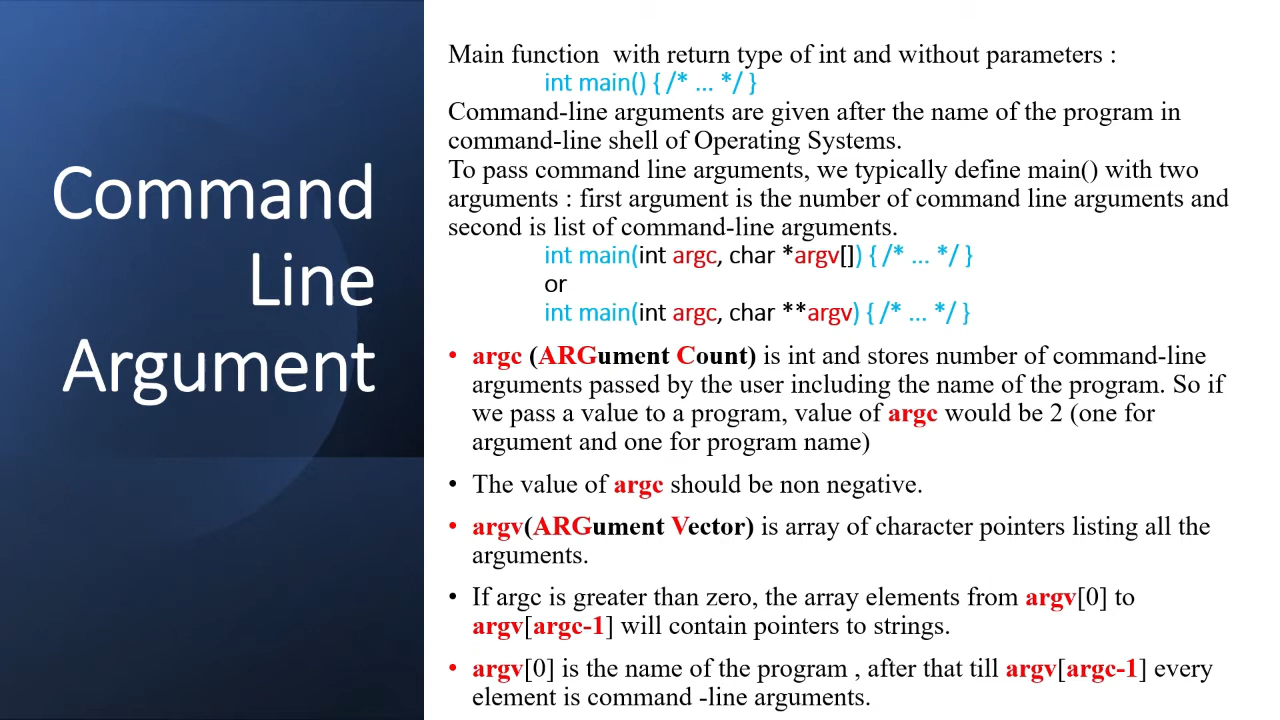 Command
Line
Argument
Main function  with return type of int and without parameters :
int main() { /* ... */ }
Command-line arguments are given after the name of the program in
command-line shell of Operating Systems.
To pass command line arguments, we typically define main() with two
arguments : first argument is the number of command line arguments and
second is list of command-line arguments.
int main(int argc, char *argv[]) { /* ... */ }
or
int main(int argc, char **argv) { /* ... */ }
• argc (ARGument Count) is int and stores number of command-line
arguments passed by the user including the name of the program. So if
we pass a value to a program, value of argc would be 2 (one for
argument and one for program name)
• The value of argc should be non negative.
• argv(ARGument Vector) is array of character pointers listing all the
arguments.
• If argc is greater than zero, the array elements from argv[0] to
argv[argc-1] will contain pointers to strings.
• argv[0] is the name of the program , after that till argv[argc-1] every
element is command -line arguments.